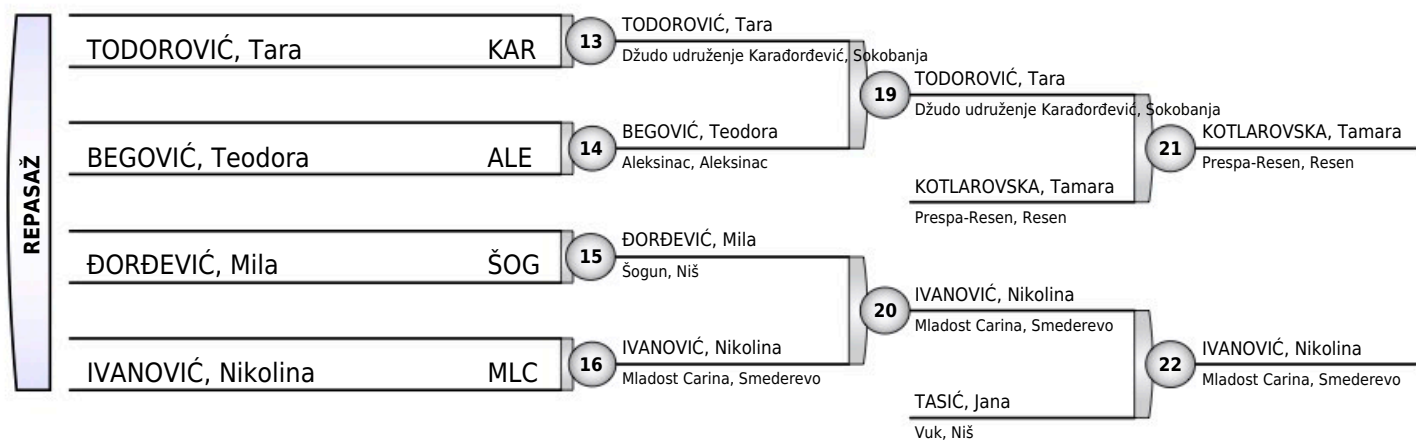 REPASAŽ
TODOROVIĆ, Tara KAR
BEGOVIĆ, Teodora ALE
ĐORĐEVIĆ, Mila ŠOG
IVANOVIĆ, Nikolina MLC
13
TODOROVIĆ, Tara
Džudo udruženje Karađorđević, Sokobanja
14
BEGOVIĆ, Teodora
Aleksinac, Aleksinac
15
ĐORĐEVIĆ, Mila
Šogun, Niš
16
IVANOVIĆ, Nikolina
Mladost Carina, Smederevo
19
TODOROVIĆ, Tara
Džudo udruženje Karađorđević, Sokobanja
KOTLAROVSKA, Tamara
Prespa-Resen, Resen
20
IVANOVIĆ, Nikolina
Mladost Carina, Smederevo
TASIĆ, Jana
Vuk, Niš
21
KOTLAROVSKA, Tamara
Prespa-Resen, Resen
22
IVANOVIĆ, Nikolina
Mladost Carina, Smederevo